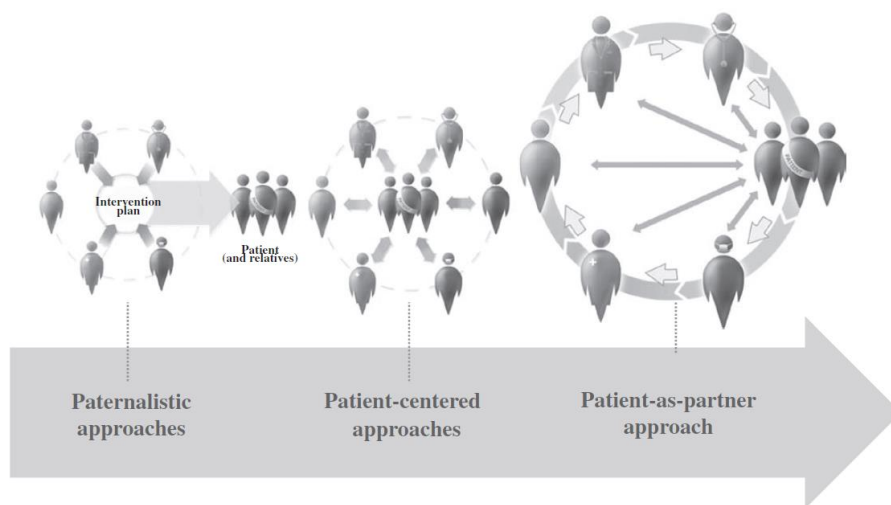 Intervention
plan
Patient
(and relatives)
Paternalistic
approaches
Patient-centered
approaches
Patient-as-partner
approach